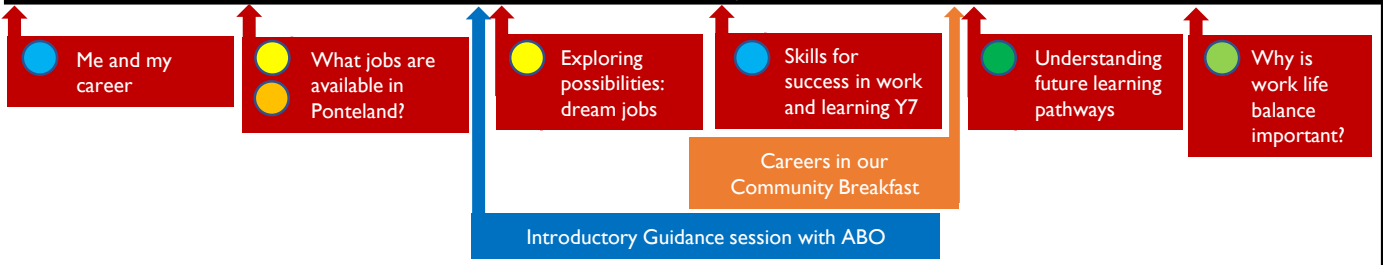 Me and my
career
What jobs are
available in
Ponteland?
Exploring
possibilities:
dream jobs
Skills for
success in work
and learning Y7
Understanding
future learning
pathways
Why is
work life
balance
important?
Careers in our
Community Breakfast
Introductory Guidance session with ABO